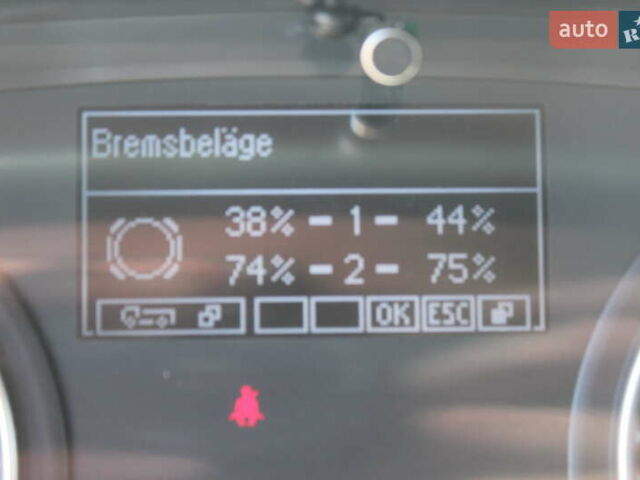 auto
R
Bremsbeläge
38% - 1 - 44%
74% - 2 - 75%
OK ESC